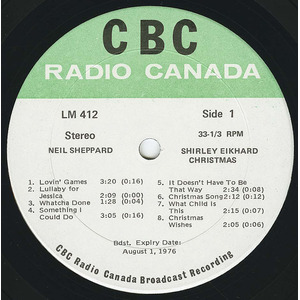 CBC
RADIO CANADA
LM 412
Side 1
Stereo
33-1/3 RPM
NEIL SHEPPARD
SHIRLEY EIKHARD
CHRISTMAS
1. Lovin' Games 3:20 (0:16)
2. Lullaby for
Jessica 2:09 (0:09)
3. Whatcha Done 1:28 (0:04)
4. Something I
Could Do 3:05 (0:16)
5. It Doesn't Have To Be
That Way 2:34 (0:08)
6. Christmas Song 2:12 (0:12)
7. What Child Is
This 2:15 (0:07)
8. Christmas
Wishes 2:05 (0:06)
Bdst. Expiry Date:
August 1, 1976
CBC Radio Canada Broadcast Recording